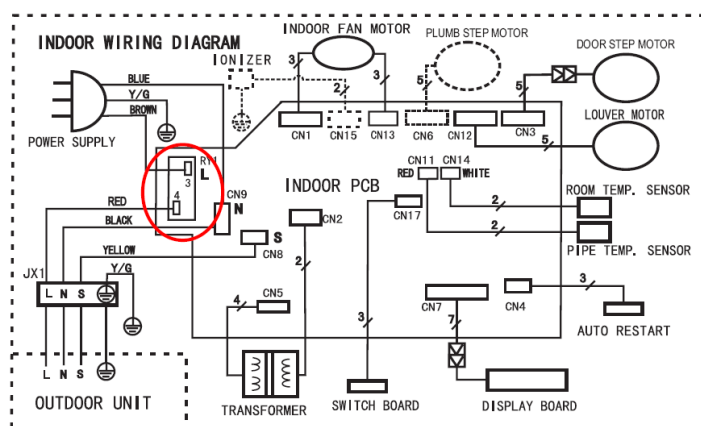 INDOOR WIRING DIAGRAM
INDOOR FAN MOTOR
PLUMB STEP MOTOR
DOOR STEP MOTOR
IONIZER
BLUE
Y/G
BROWN
POWER SUPPLY
3
3
2
5
5
CN1
CN15
CN13
CN6
CN12
CN3
LOUVER MOTOR
5
RY1
3
L
4
CN9
N
INDOOR PCB
CN11
CN14
RED
WHITE
ROOM TEMP. SENSOR
2
PIPE TEMP. SENSOR
2
RED
BLACK
YELLOW
Y/G
S
CN8
CN2
CN17
2
JX1
L N S
4
CN5
3
CN7
7
CN4
3
AUTO RESTART
L N S
OUTDOOR UNIT
TRANSFORMER
SWITCH BOARD
DISPLAY BOARD